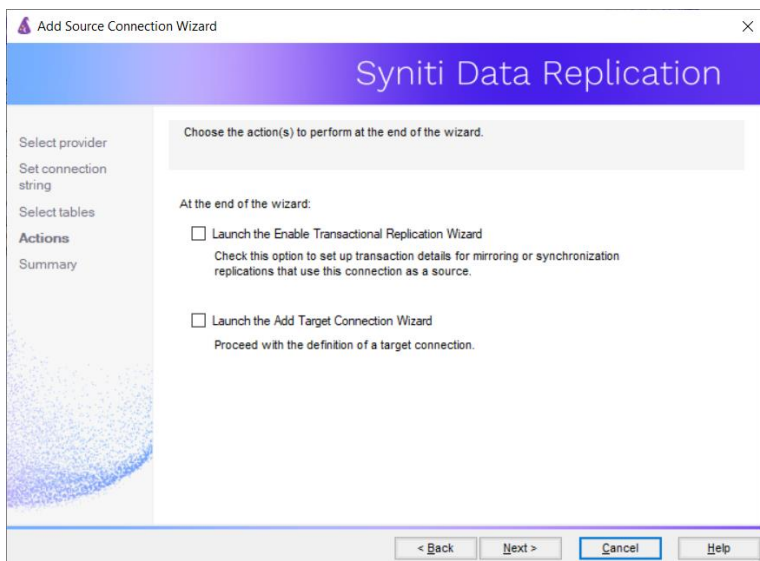 Add Source Connection Wizard
Syniti Data Replication
Select provider
Set connection
string
Select tables
Actions
Summary
Choose the action(s) to perform at the end of the wizard.
At the end of the wizard:
Launch the Enable Transactional Replication Wizard
Check this option to set up transaction details for mirroring or synchronization
replications that use this connection as a source.
Launch the Add Target Connection Wizard
Proceed with the definition of a target connection.
< Back
Next >
Cancel
Help